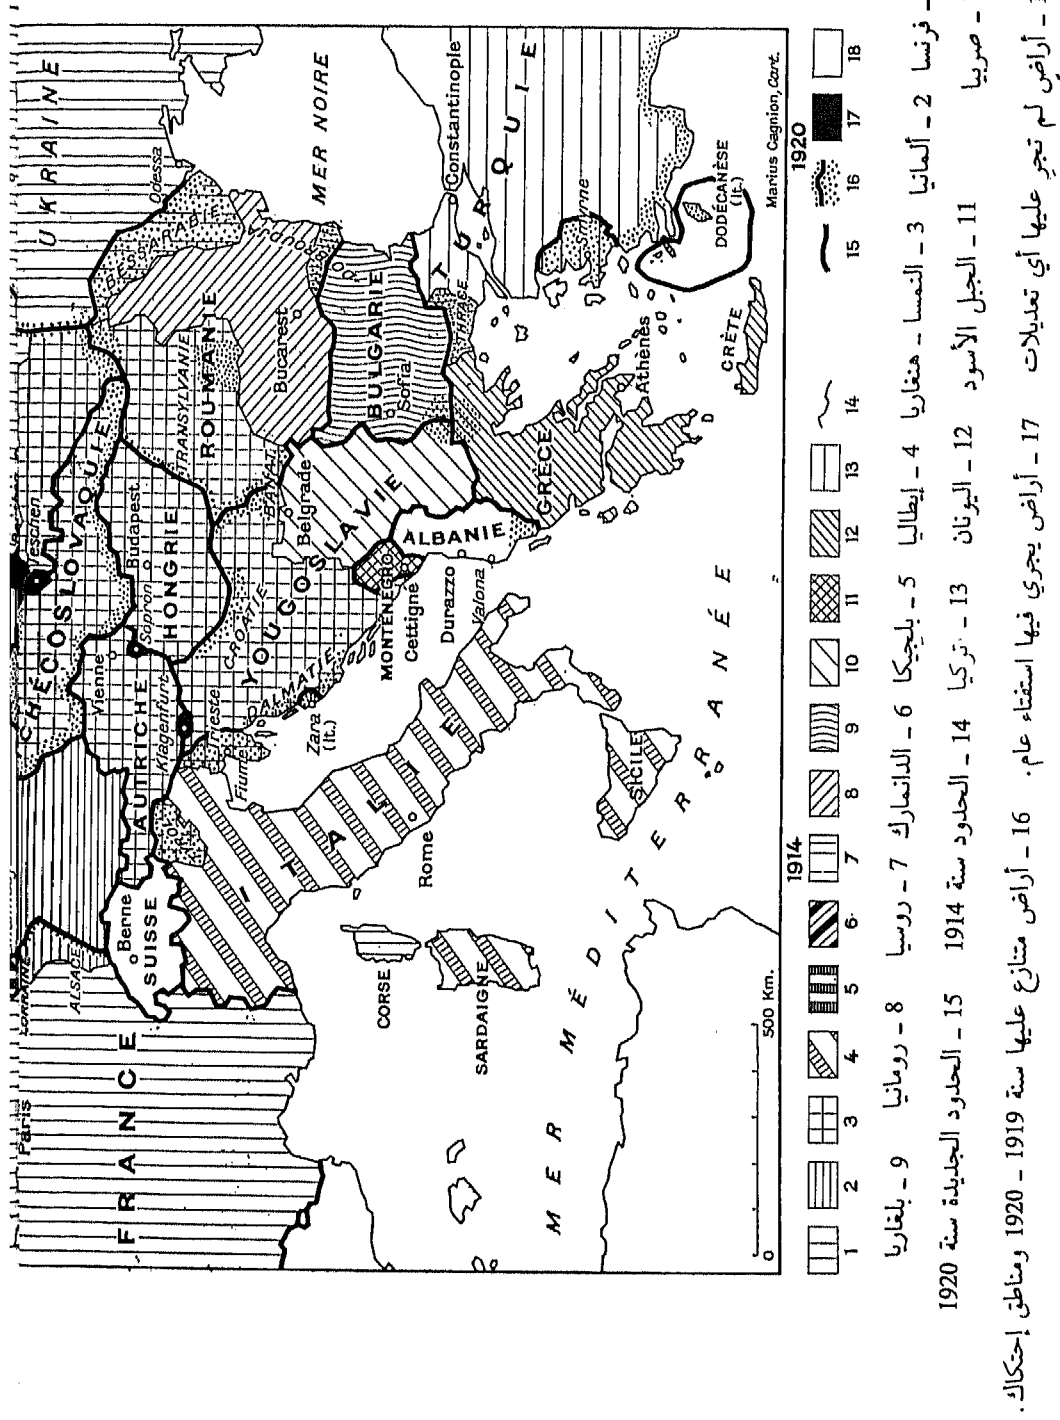 UKRAINE
Odessa
MER NOIRE
Constantinople
TURQUIE
Smyrne
DODÉCANÈSE
(It.)
CRÈTE
Marius Cagnion, Cart.
BESSARABIE
DOBROUDJA
ROUMANIE
TRANSYLVANIE
Bucarest
BULGARIE
Sofia
GRÈCE
Athènes
Teschen
TCHÉCOSLOVAQUIE
Budapest
HONGRIE
Sopron
BANAT
Belgrade
YOUGOSLAVIE
CROATIE
DALMATIE
MONTÉNÉGRO
Cettigné
ALBANIE
Durazzo
Valona
Vienne
AUTRICHE
Klagenfurt
Trieste
Fiume
Zara
(It.)
ITALIE
Rome
SICILE
Berne
SUISSE
LORRAINE
ALSACE
Paris
FRANCE
CORSE
SARDAIGNE
MER MÉDITERRANÉE
0 500 Km.
1914
1920
1 2 3 4 5 6 7 8 9 10 11 12 13 14 15 16 17 18
فرنسا 2 - ألمانيا 3 - النمسا - هنغاريا 4 - إيطاليا 5 - بلجيكا 6 - الدانمارك 7 - روسيا 8 - رومانيا 9 - بلغاريا
- صربيا 11 - الجبل الأسود 12 - اليونان 13 - تركيا 14 - الحدود سنة 1914 15 - الحدود الجديدة سنة 1920
16 - أراض متنازع عليها سنة 1919 - 1920 ومناطق إحتكاك. 17 - أراض يجري فيها استفتاء عام. - أراض لم تجر عليها أي تعديلات